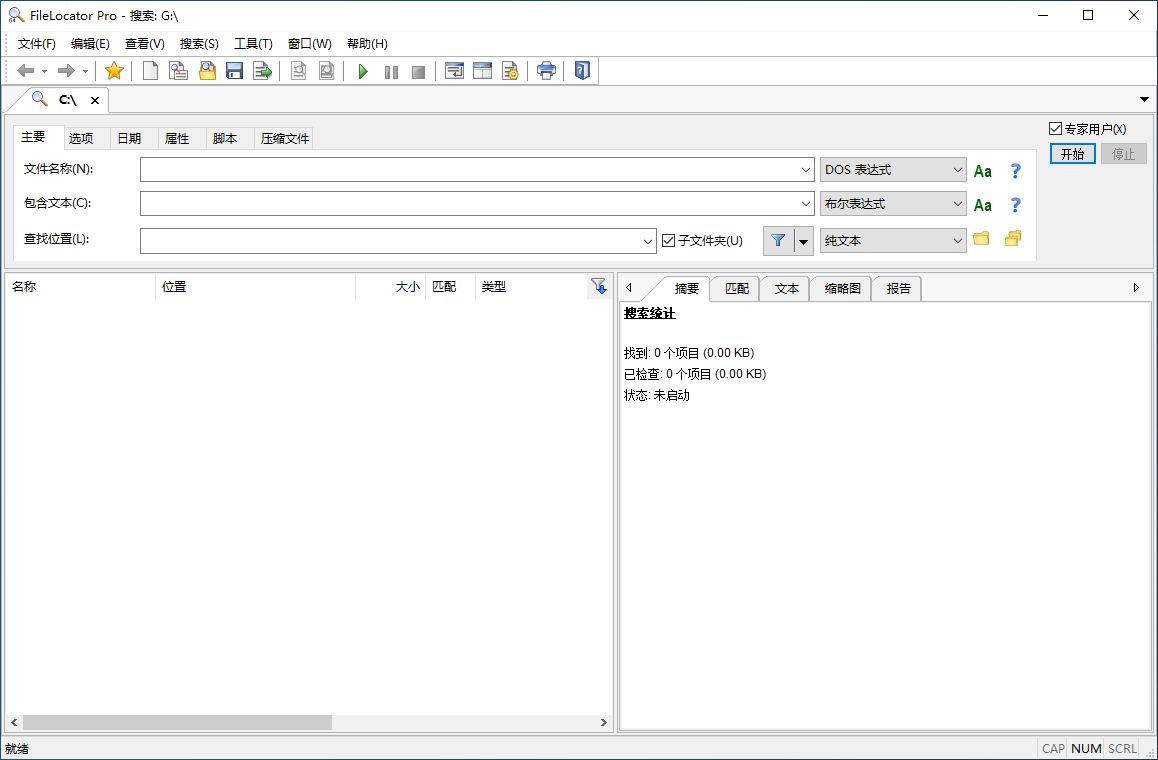 FileLocator Pro - 搜索: G:\
文件(F) 编辑(E) 查看(V) 搜索(S) 工具(T) 窗口(W) 帮助(H)
C:\
主要 选项 日期 属性 脚本 压缩文件
专家用户(X)
开始 停止
文件名称(N): DOS 表达式 Aa ?
包含文本(C): 布尔表达式 Aa ?
查找位置(L): 子文件夹(U) 纯文本
名称 位置 大小 匹配 类型
摘要 匹配 文本 缩略图 报告
搜索统计
找到: 0 个项目 (0.00 KB)
已检查: 0 个项目 (0.00 KB)
状态: 未启动
就绪 CAP NUM SCRL